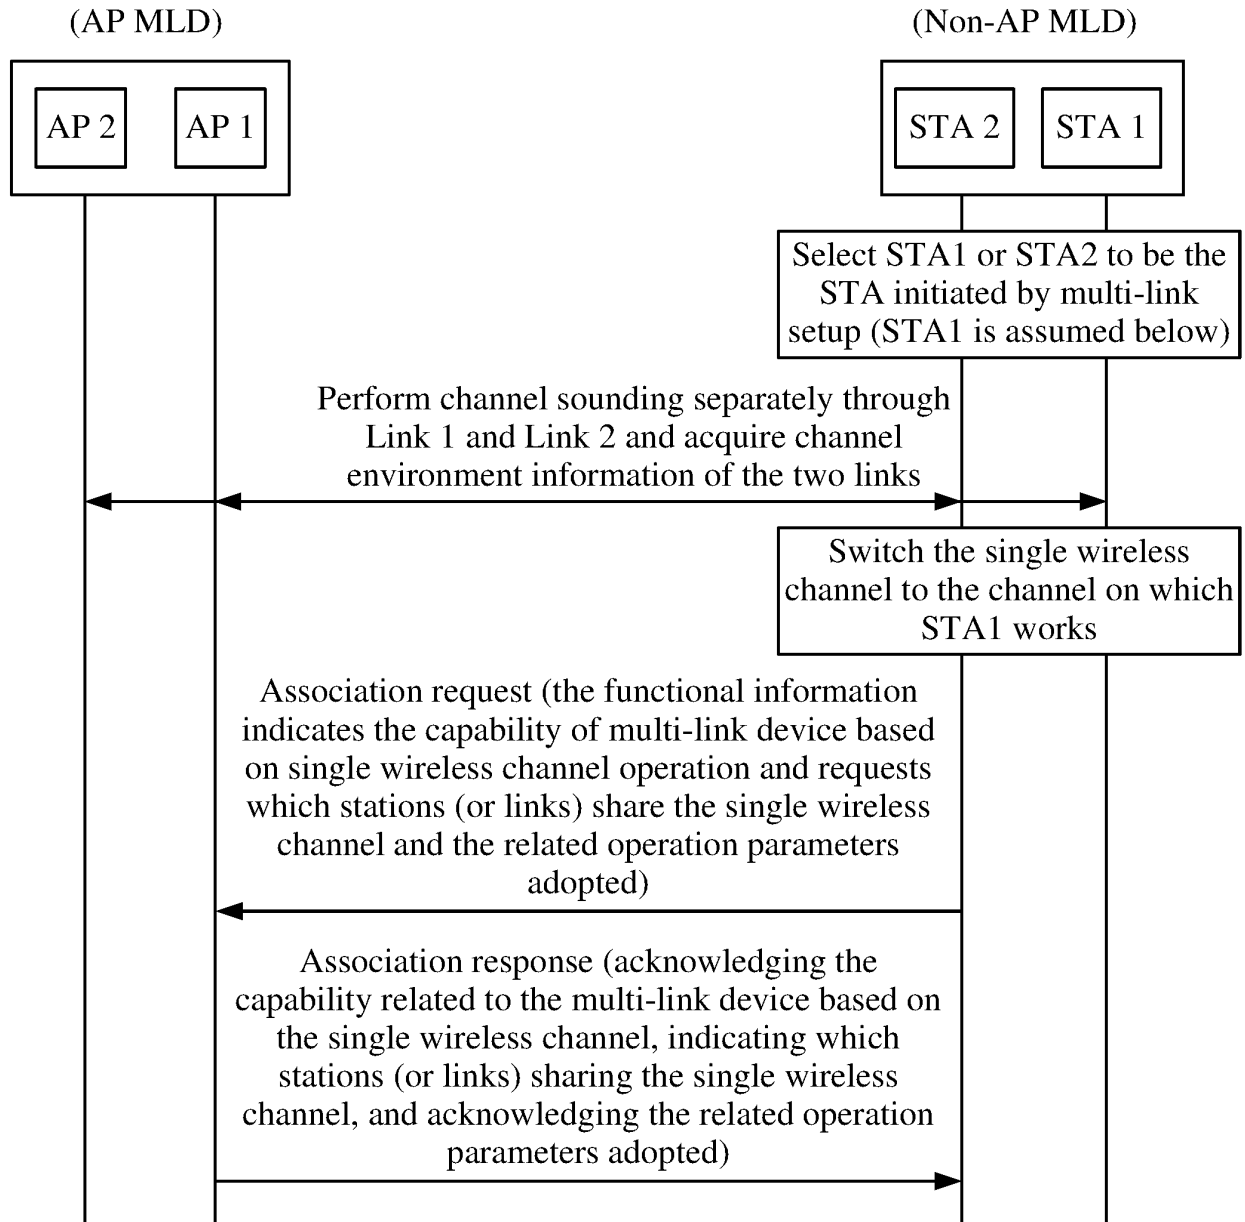 (AP MLD)
(Non-AP MLD)
AP 2
AP 1
STA 2
STA 1
Select STA1 or STA2 to be the
STA initiated by multi-link
setup (STA1 is assumed below)
Perform channel sounding separately through
Link 1 and Link 2 and acquire channel
environment information of the two links
Switch the single wireless
channel to the channel on which
STA1 works
Association request (the functional information
indicates the capability of multi-link device based
on single wireless channel operation and requests
which stations (or links) share the single wireless
channel and the related operation parameters
adopted)
Association response (acknowledging the
capability related to the multi-link device based on
the single wireless channel, indicating which
stations (or links) sharing the single wireless
channel, and acknowledging the related operation
parameters adopted)